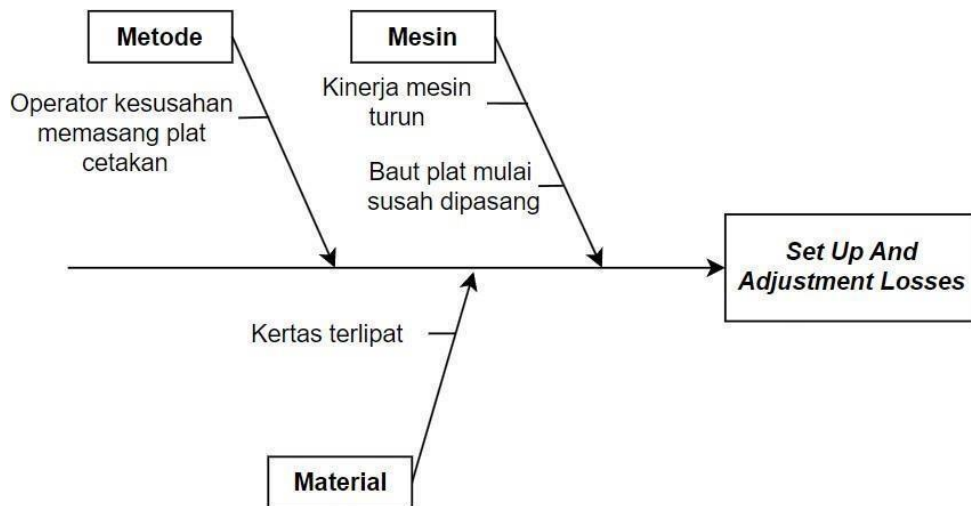 Metode
Mesin
Operator kesusahan
memasang plat
cetakan
Kinerja mesin
turun
Baut plat mulai
susah dipasang
Set Up And
Adjustment Losses
Kertas terlipat
Material